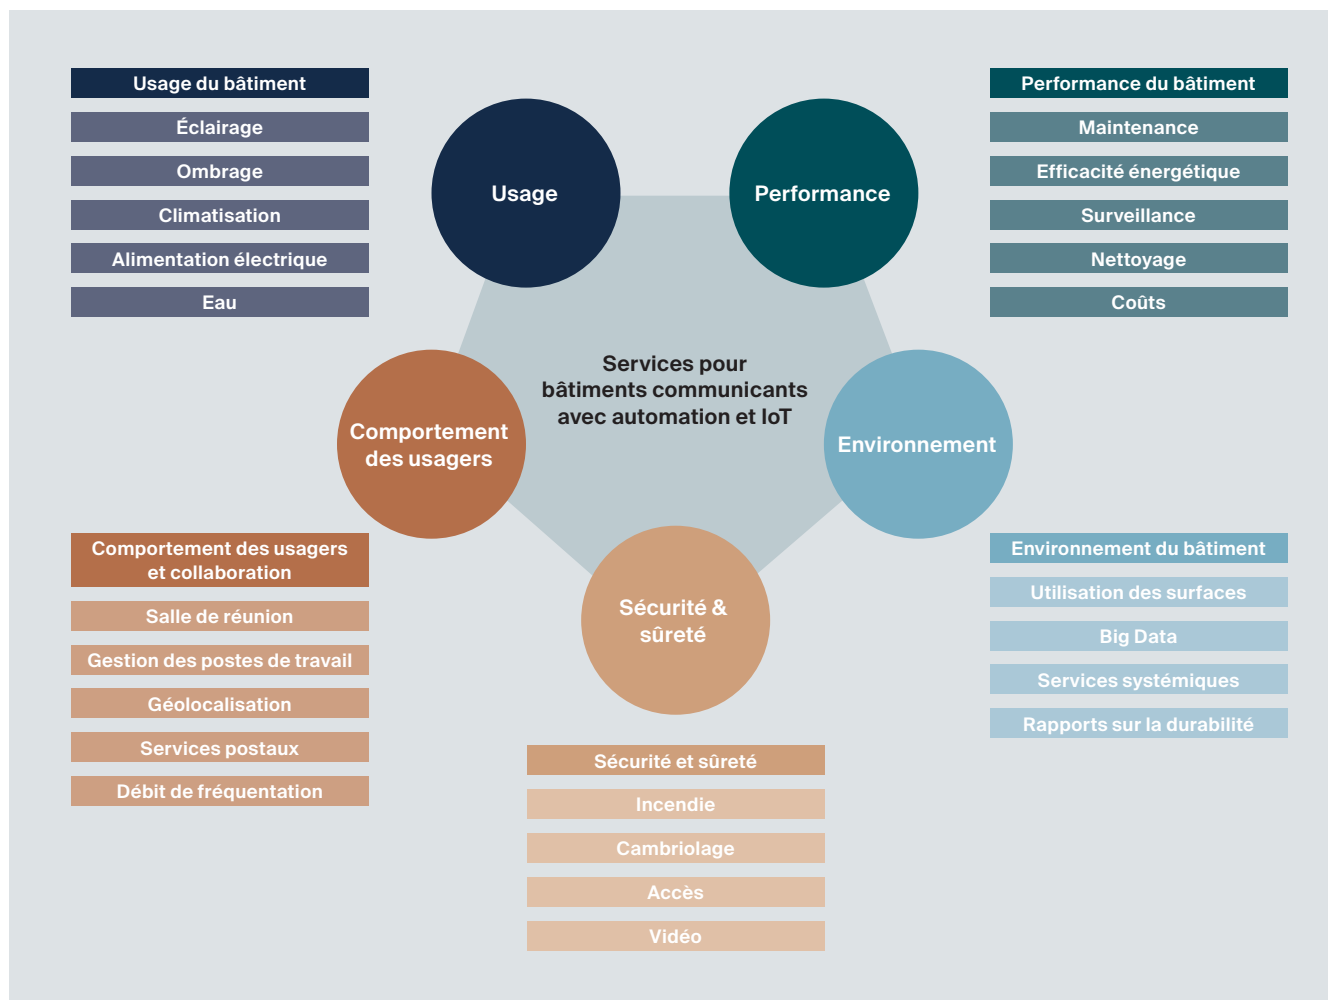 Usage du bâtiment
Éclairage
Ombrage
Climatisation
Alimentation électrique
Eau
Performance du bâtiment
Maintenance
Efficacité énergétique
Surveillance
Nettoyage
Coûts
Usage
Performance
Services pour
bâtiments communicants
avec automation et IoT
Comportement
des usagers
Environnement
Sécurité &
sûreté
Comportement des usagers
et collaboration
Salle de réunion
Gestion des postes de travail
Géolocalisation
Services postaux
Débit de fréquentation
Environnement du bâtiment
Utilisation des surfaces
Big Data
Services systémiques
Rapports sur la durabilité
Sécurité et sûreté
Incendie
Cambriolage
Accès
Vidéo